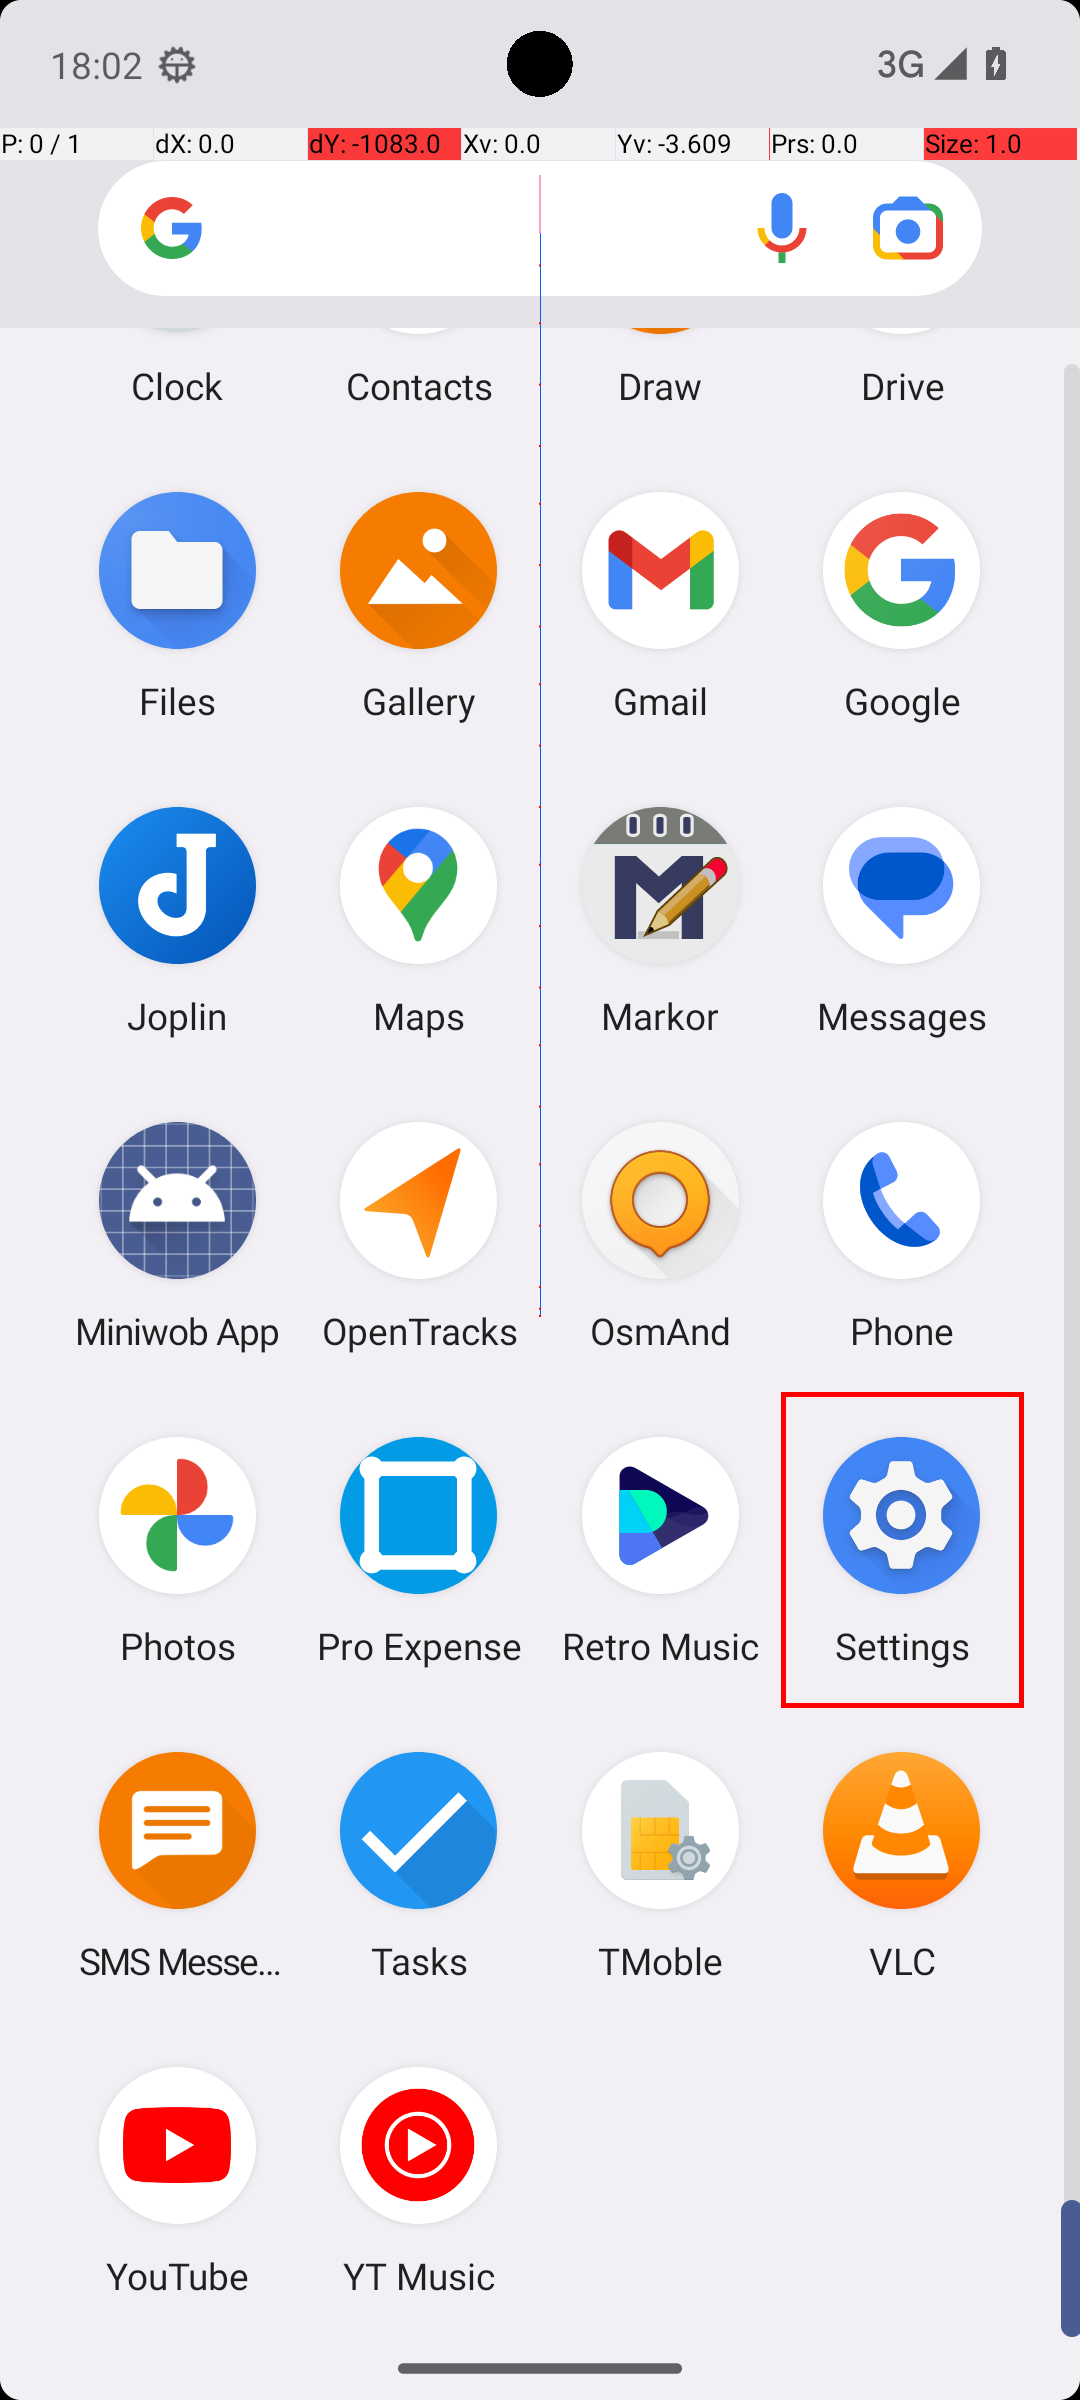 18:02
3G
P: 0 / 1 dX: 0.0 dY: -1083.0 Xv: 0.0 Yv: -3.609 Prs: 0.0 Size: 1.0
Clock Contacts Draw Drive
Files Gallery Gmail Google
Joplin Maps Markor Messages
Miniwob App OpenTracks OsmAnd Phone
Photos Pro Expense Retro Music Settings
SMS Messe... Tasks TMoble VLC
YouTube YT Music